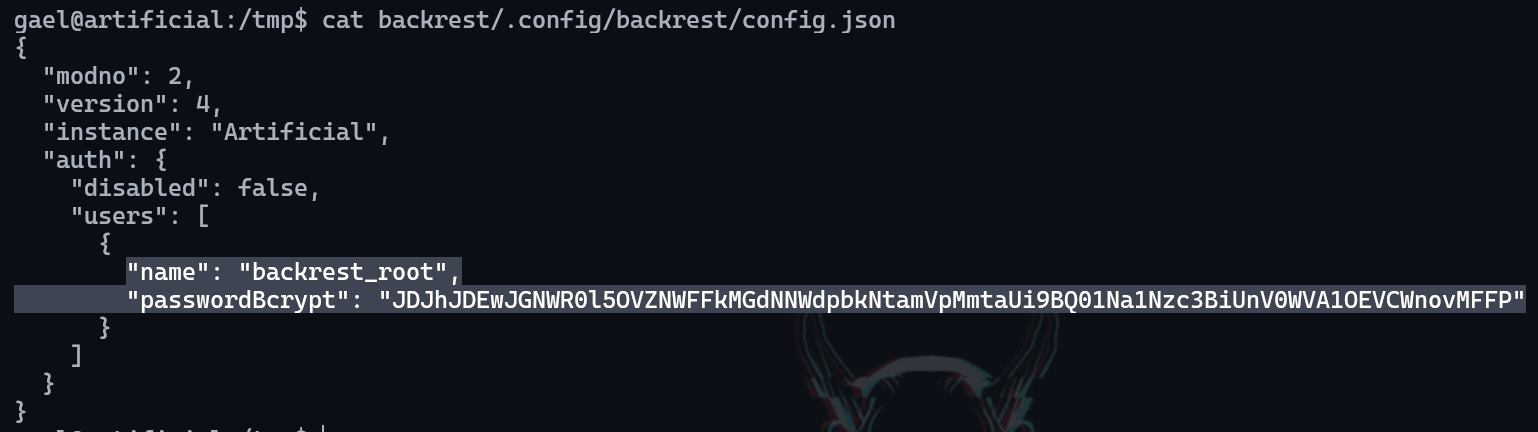 gael@artificial:/tmp$ cat backrest/.config/backrest/config.json
{
  "modno": 2,
  "version": 4,
  "instance": "Artificial",
  "auth": {
    "disabled": false,
    "users": [
      {
        "name": "backrest_root",
        "passwordBcrypt": "JDJhJDEwJGNWR0l5OVZNWFFkMGdNNWdpbkNtamVpMmtaUi9BQ01Na1Nzc3BiUnV0WVA1OEVCWnovMFFP"
      }
    ]
  }
}